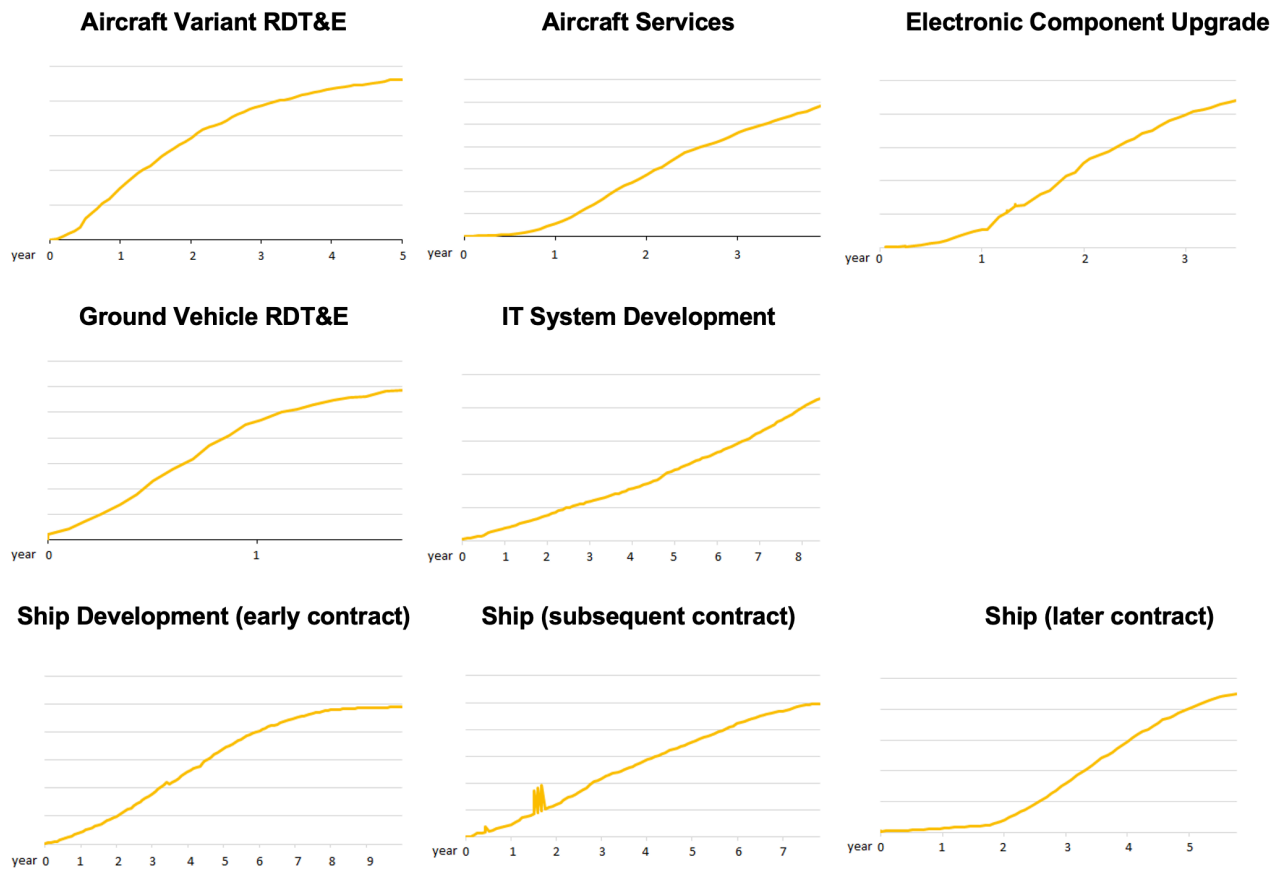 Aircraft Variant RDT&E
Aircraft Services
Electronic Component Upgrade
year 0 1 2 3 4 5
year 0 1 2 3
year 0 1 2 3
Ground Vehicle RDT&E
IT System Development
year 0 1
year 0 1 2 3 4 5 6 7 8
Ship Development (early contract)
Ship (subsequent contract)
Ship (later contract)
year 0 1 2 3 4 5 6 7 8 9
year 0 1 2 3 4 5 6 7
year 0 1 2 3 4 5